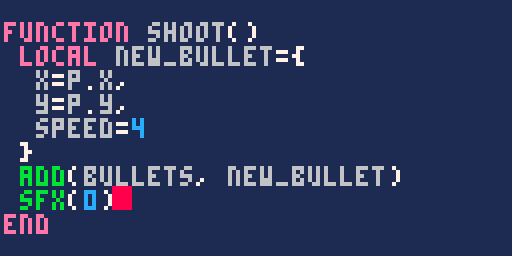 FUNCTION SHOOT()
 LOCAL NEW_BULLET={
  X=P.X,
  Y=P.Y,
  SPEED=4
 }
 ADD(BULLETS, NEW_BULLET)
 SFX(0)
END